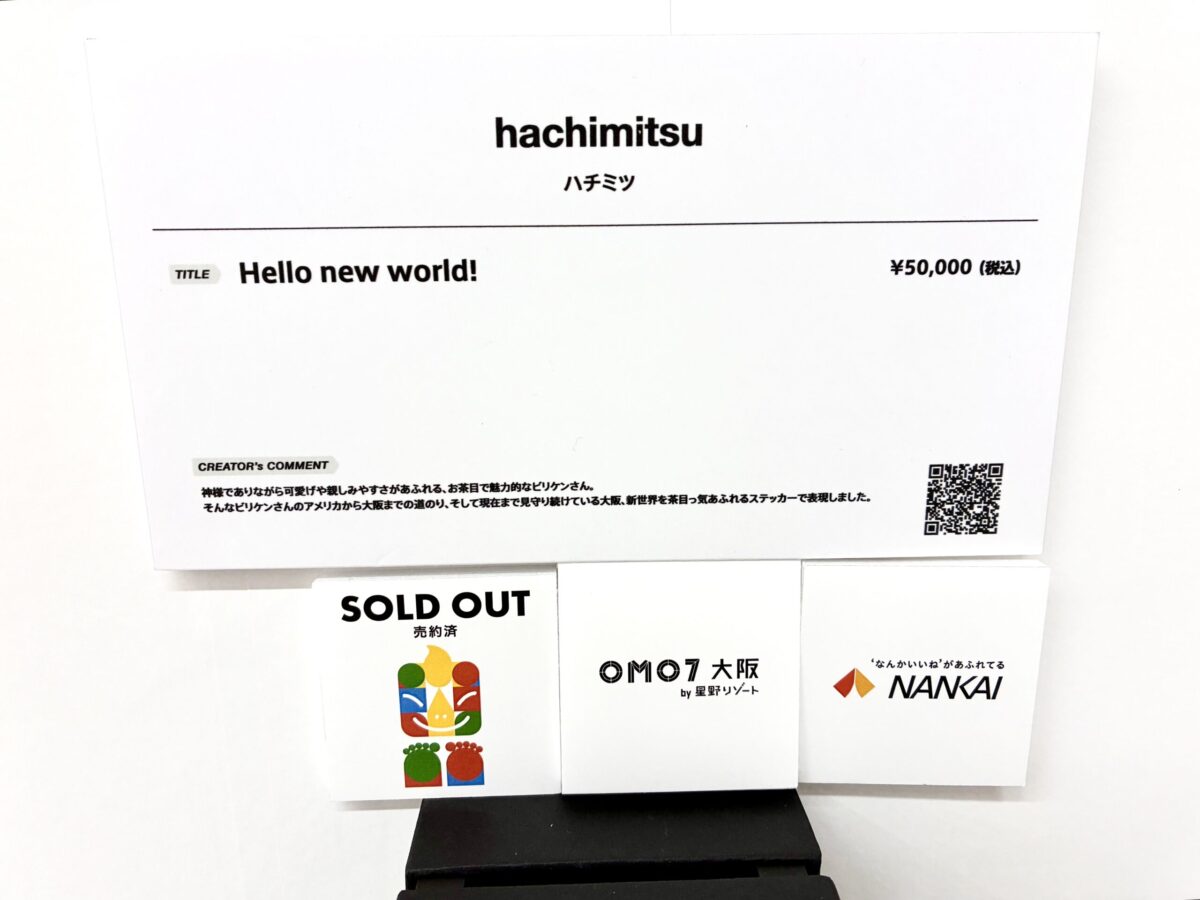 hachimitsu
ハチミツ
TITLE Hello new world! ¥50,000 (税込)
CREATOR's COMMENT
神様でありながら可愛げや親しみやすさがあふれる、お茶目で魅力的なビリケンさん。
そんなビリケンさんのアメリカから大阪までの道のり、そして現在まで見守り続けている大阪、新世界を茶目っ気あふれるステッカーで表現しました。
SOLD OUT
売約済
OMO7 大阪
by 星野リゾート
‘なんかいいね’があふれてる
NANKAI